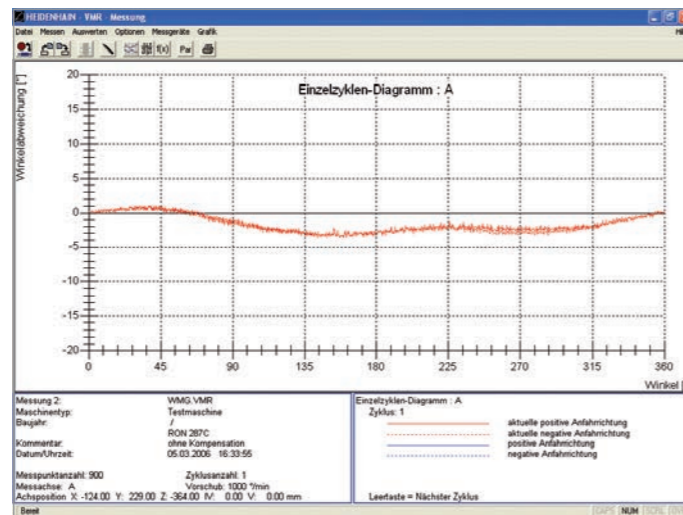 HEIDENHAIN - VMR - Messung
Datei Messen Auswerten Optionen Messgeräte Grafik
f(x) Par
Einzelzyklen-Diagramm : A
Winkelabweichung ["]
20
15
10
5
0
-5
-10
-15
-20
0 45 90 135 180 225 270 315 360
Winkel
Messung 2: WMG.VMR
Maschinentyp: Testmaschine
Baujahr: /
RON 287C
Kommentar: ohne Kompensation
Datum/Uhrzeit: 05.03.2006 16:33:55
Messpunktanzahl: 900 Zyklusanzahl: 1
Messachse: A Vorschub: 1000 °/min
Achsposition X: -124.00 Y: 229.00 Z: -364.00 IV: 0.00 V: 0.00 mm
Einzelzyklen-Diagramm : A
Zyklus: 1
aktuelle positive Anfahrrichtung
aktuelle negative Anfahrrichtung
positive Anfahrrichtung
negative Anfahrrichtung
Leertaste = Nächster Zyklus
Bereit CAPS NUM SCRL